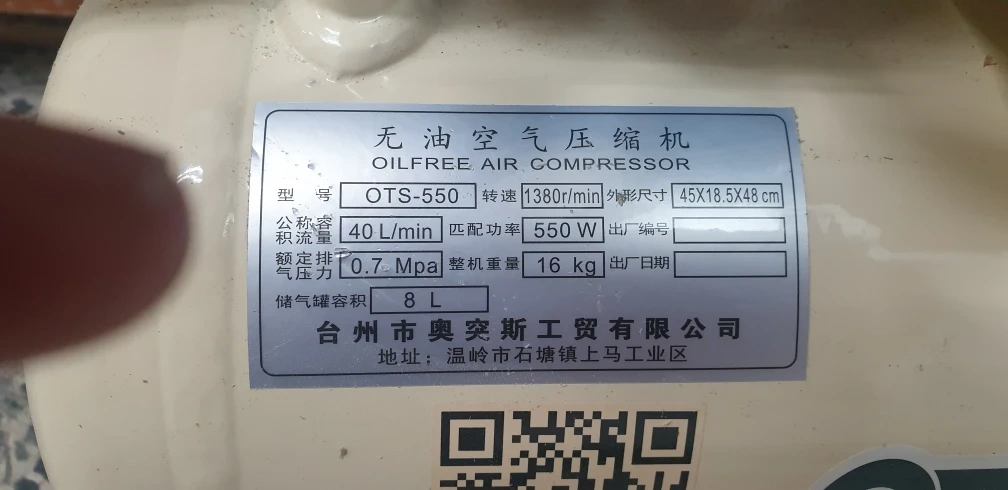 无油空气压缩机
OILFREE AIR COMPRESSOR
型 号 OTS-550 转速 1380r/min 外形尺寸 45X18.5X48 cm
公称容积流量 40 L/min 匹配功率 550 W 出厂编号
额定排气压力 0.7 Mpa 整机重量 16 kg 出厂日期
储气罐容积 8 L
台州市奥突斯工贸有限公司
地址：温岭市石塘镇上马工业区